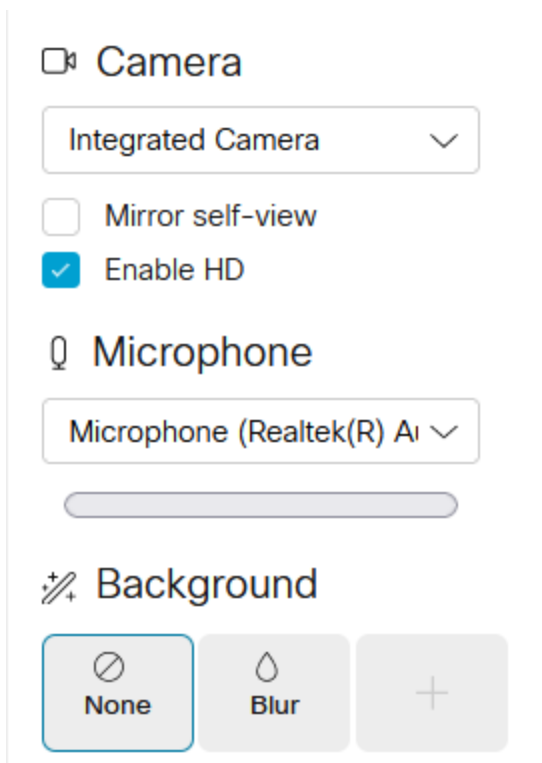 Camera
Integrated Camera
Mirror self-view
Enable HD
Microphone
Microphone (Realtek(R)
Background
None
Blur